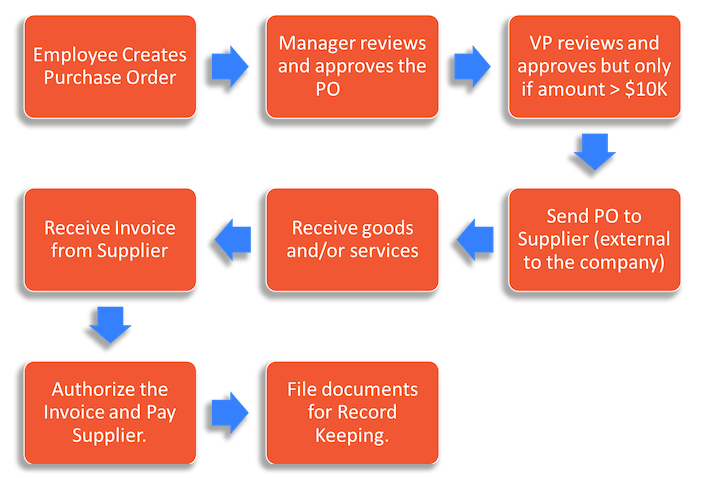 Employee Creates
Purchase Order
Manager reviews
and approves the
PO
VP reviews and
approves but only
if amount > $10K
Send PO to
Supplier (external
to the company)
Receive goods
and/or services
Receive Invoice
from Supplier
Authorize the
Invoice and Pay
Supplier.
File documents
for Record
Keeping.